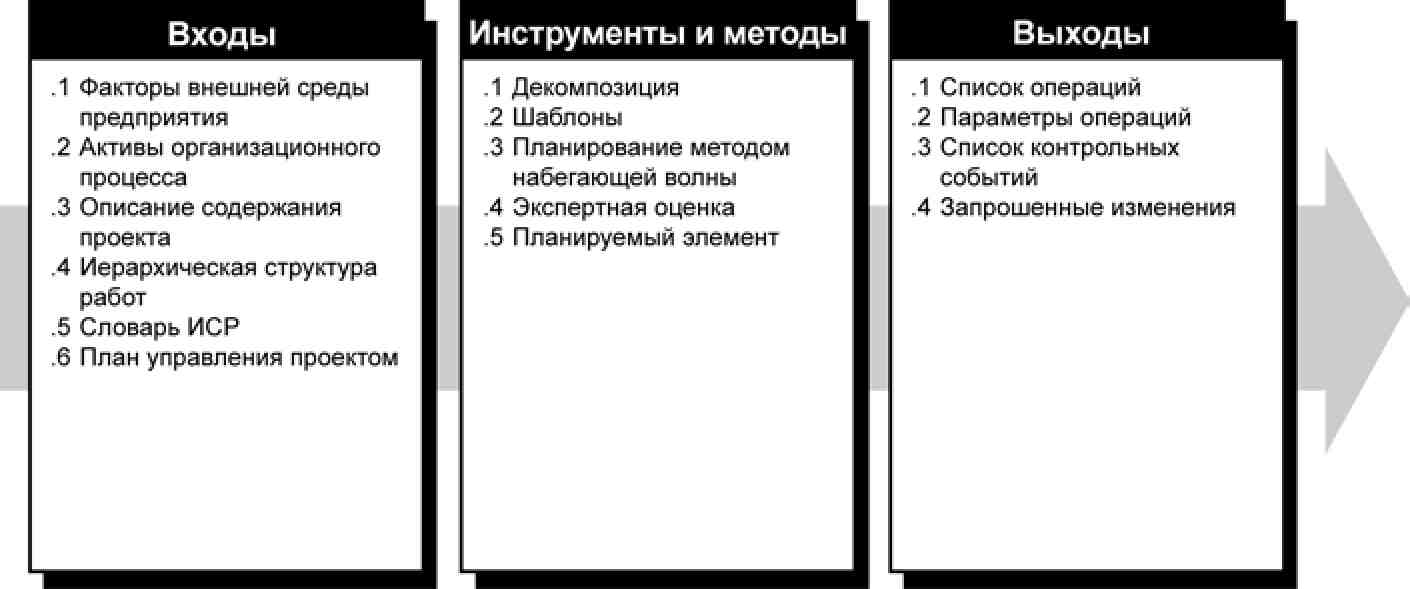 Входы
.1 Факторы внешней среды
предприятия
.2 Активы организационного
процесса
.3 Описание содержания
проекта
.4 Иерархическая структура
работ
.5 Словарь ИСР
.6 План управления проектом
Инструменты и методы
.1 Декомпозиция
.2 Шаблоны
.3 Планирование методом
набегающей волны
.4 Экспертная оценка
.5 Планируемый элемент
Выходы
.1 Список операций
.2 Параметры операций
.3 Список контрольных
событий
.4 Запрошенные изменения